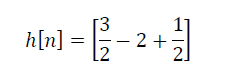 h[n] = [3/2 − 2 + 1/2]